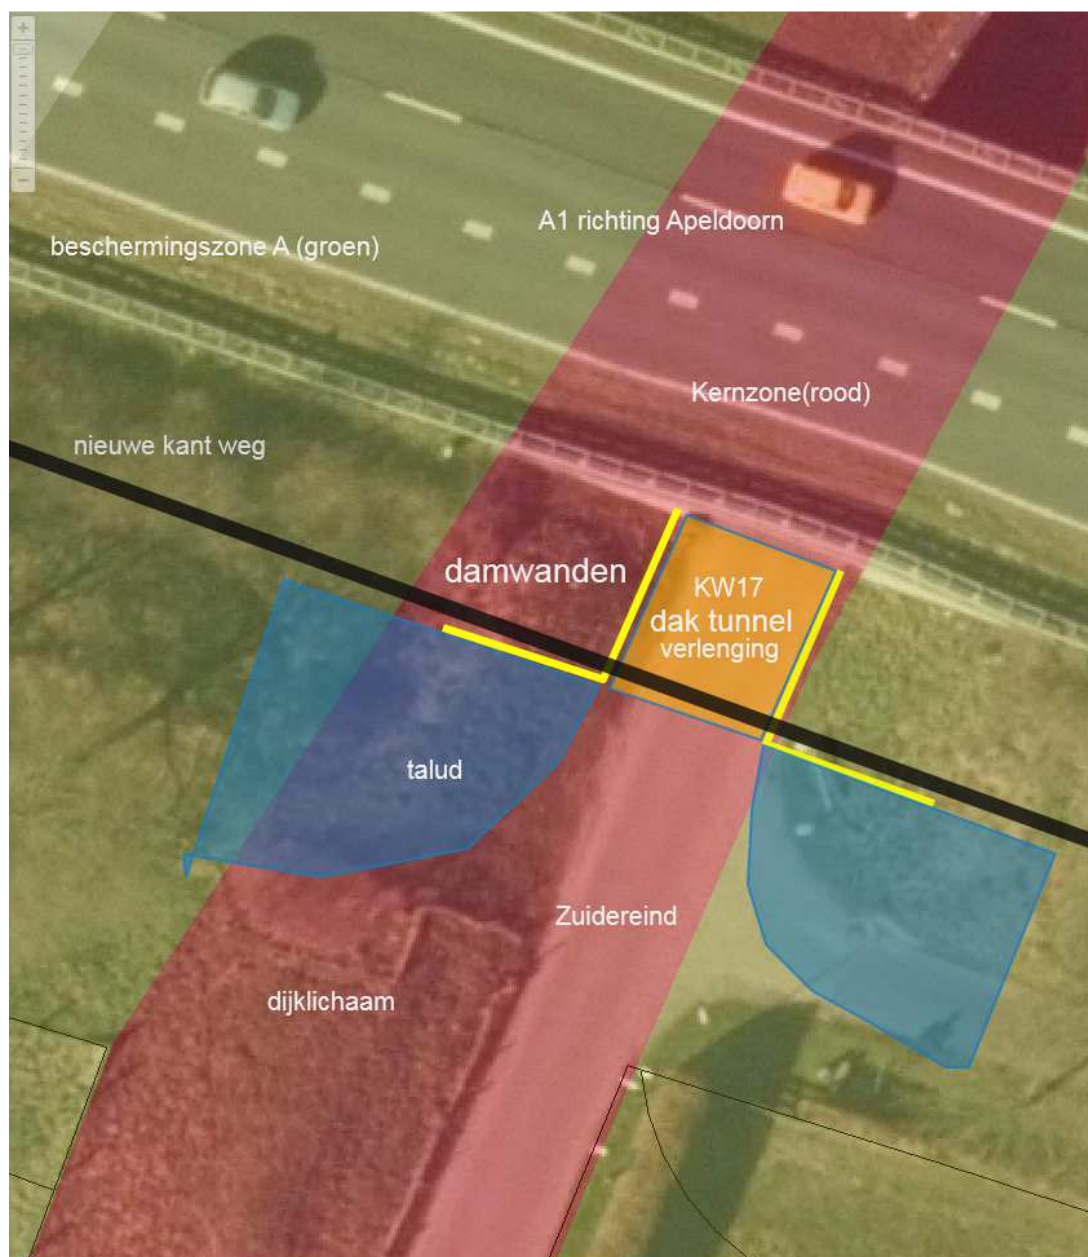 A1 richting Apeldoorn
beschermingszone A (groen)
Kernzone(rood)
nieuwe kant weg
damwanden
KW17
dak tunnel
verlenging
talud
Zuidereind
dijklichaam